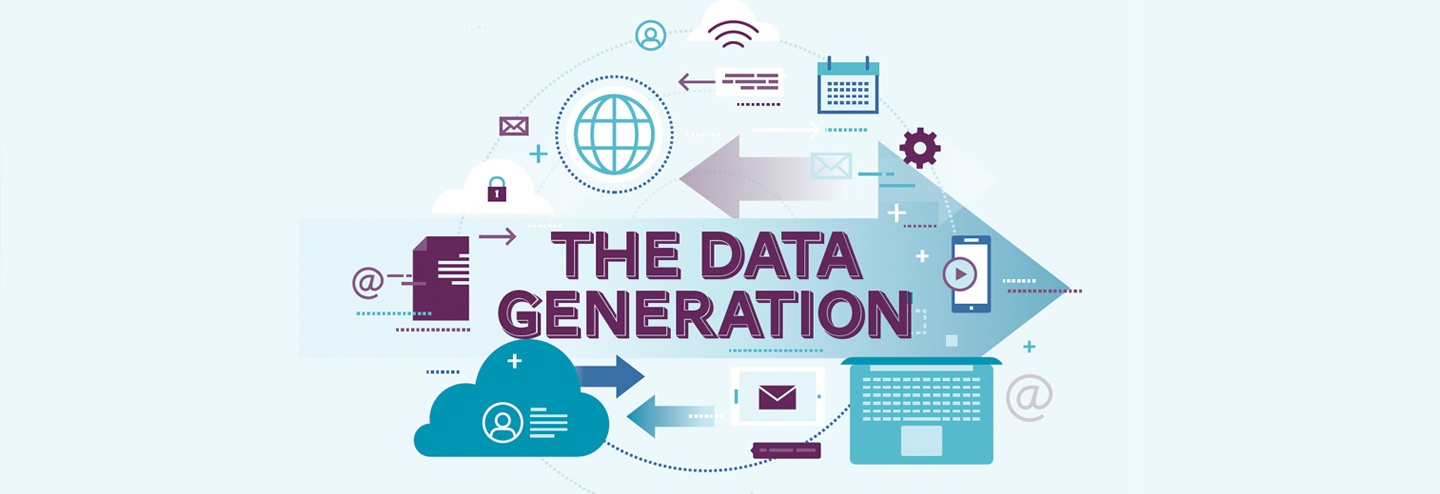 THE DATA
GENERATION
@
@